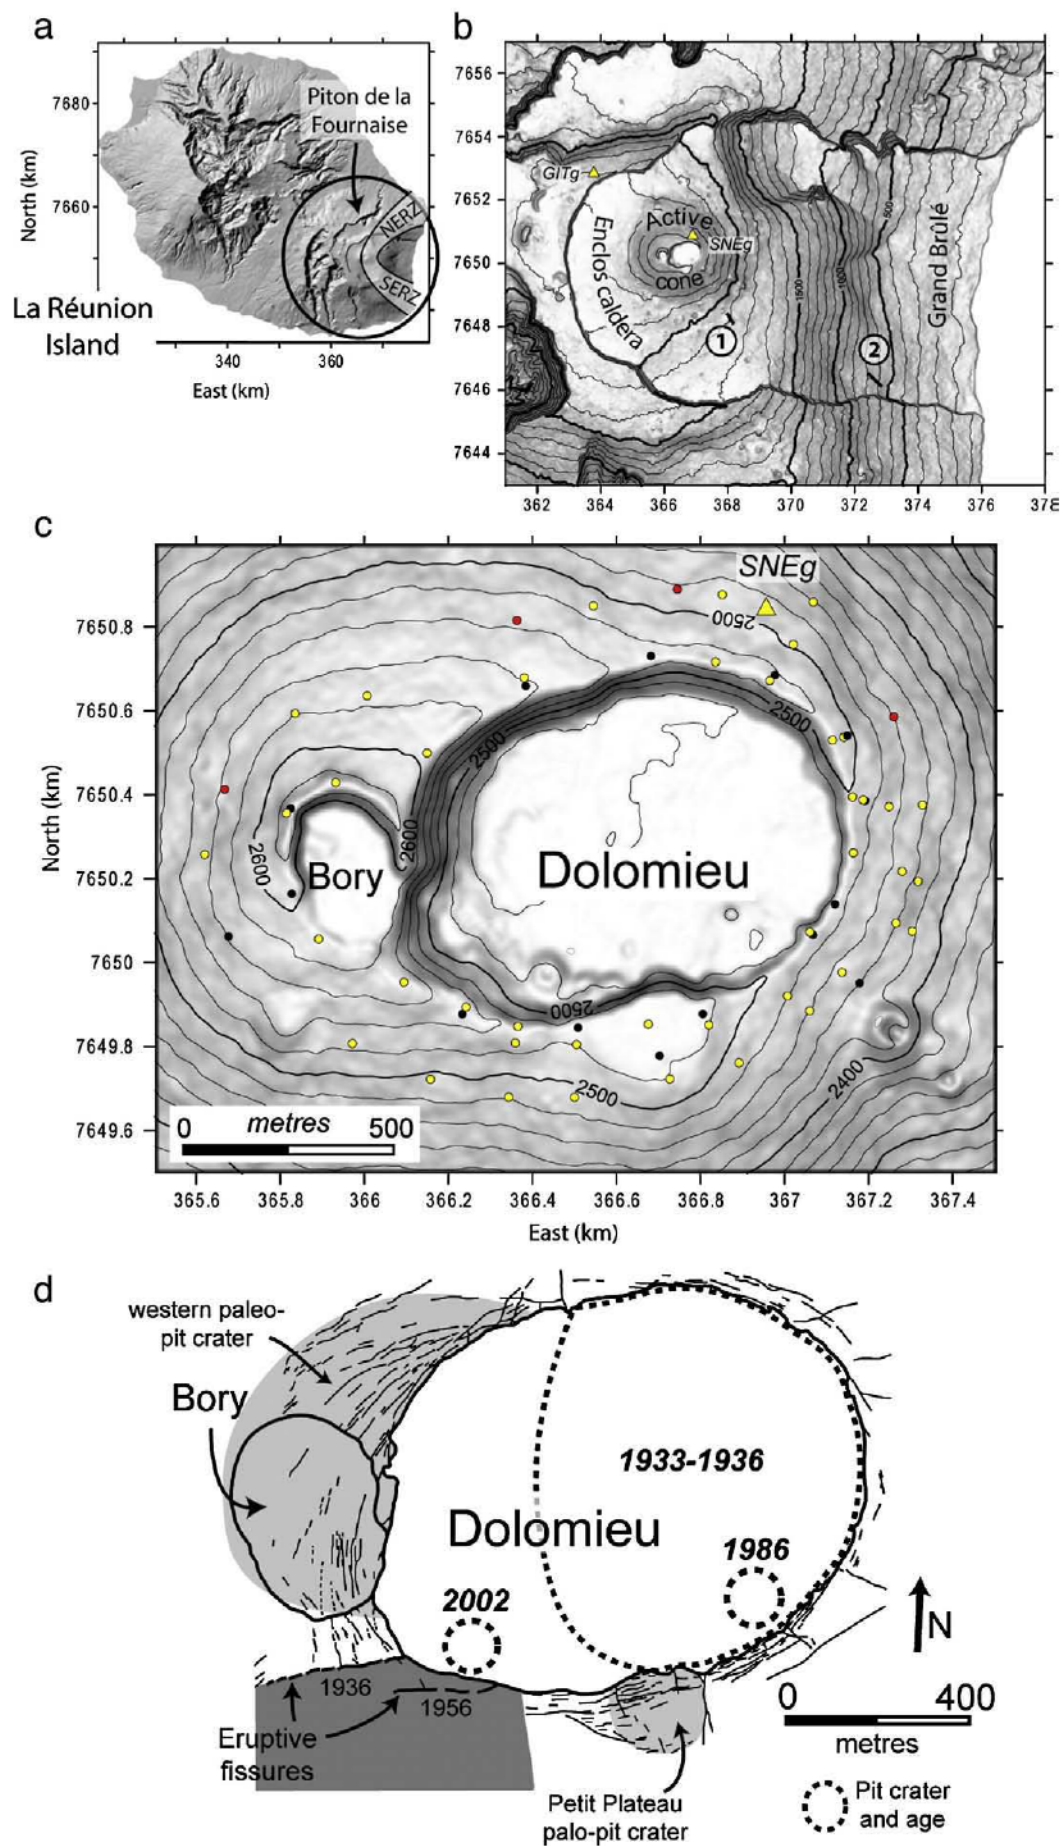 a
7680
7660
7640
North (km)
Piton de la
Fournaise
NERZ
SERZ
La Réunion
Island
340
360
East (km)
b
7656
7654
7652
7650
7648
7646
7644
GITg
Active
cone
SNEg
Enclos caldera
1
2
1500
1000
500
Grand Brûlé
362
364
366
368
370
372
374
376
378
c
SNEg
7650.8
7650.6
7650.4
7650.2
7650
7649.8
7649.6
North (km)
2500
2500
2500
2600
2600
Bory
Dolomieu
2500
2500
2400
metres
0
500
365.6
365.8
366
366.2
366.4
366.6
366.8
367
367.2
367.4
East (km)
d
western paleo-
pit crater
Bory
1933-1936
Dolomieu
1986
2002
N
1936
1956
Eruptive
fissures
0
400
metres
Petit Plateau
palo-pit crater
Pit crater
and age